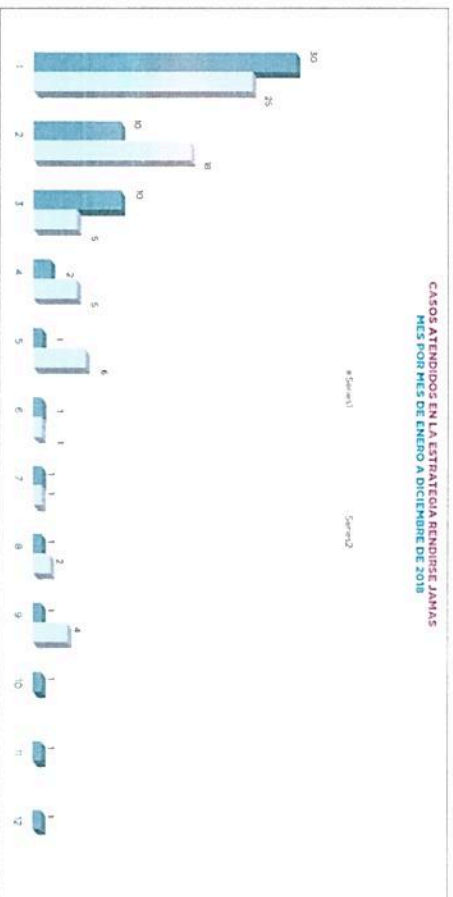 CASOS ATENDIDOS EN LA ESTRATEGIA RENDIRSE JAMAS
MES POR MES DE ENERO A DICIEMBRE DE 2018
Series1 Series2
30 25 10 18 10 5 2 5 1 6 1 1 1 1 1 2 1 4 1 1 1
1 2 3 4 5 6 7 8 9 10 11 12